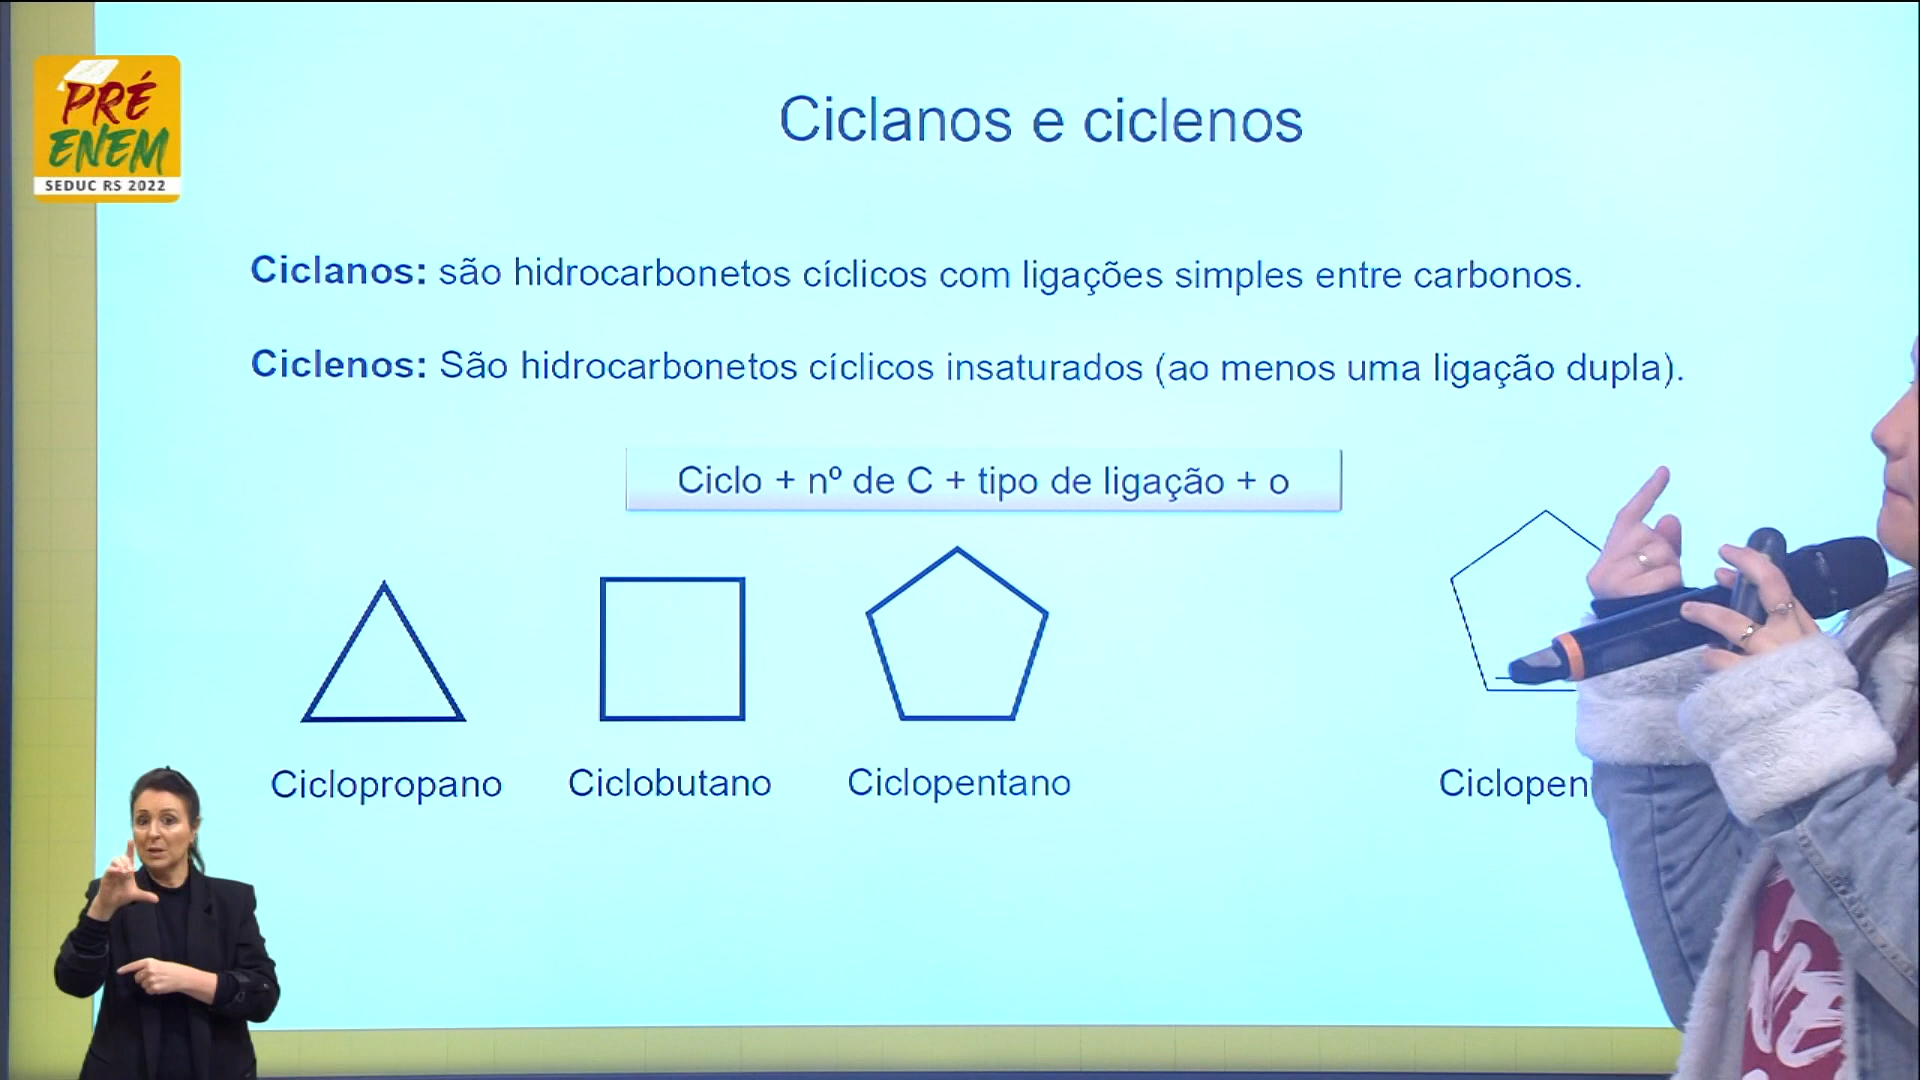 PRÉ
ENEM
SEDUC RS 2022
Ciclanos e ciclenos
Ciclanos: são hidrocarbonetos cíclicos com ligações simples entre carbonos.
Ciclenos: São hidrocarbonetos cíclicos insaturados (ao menos uma ligação dupla).
Ciclo + nº de C + tipo de ligação + o
Ciclopropano Ciclobutano Ciclopentano